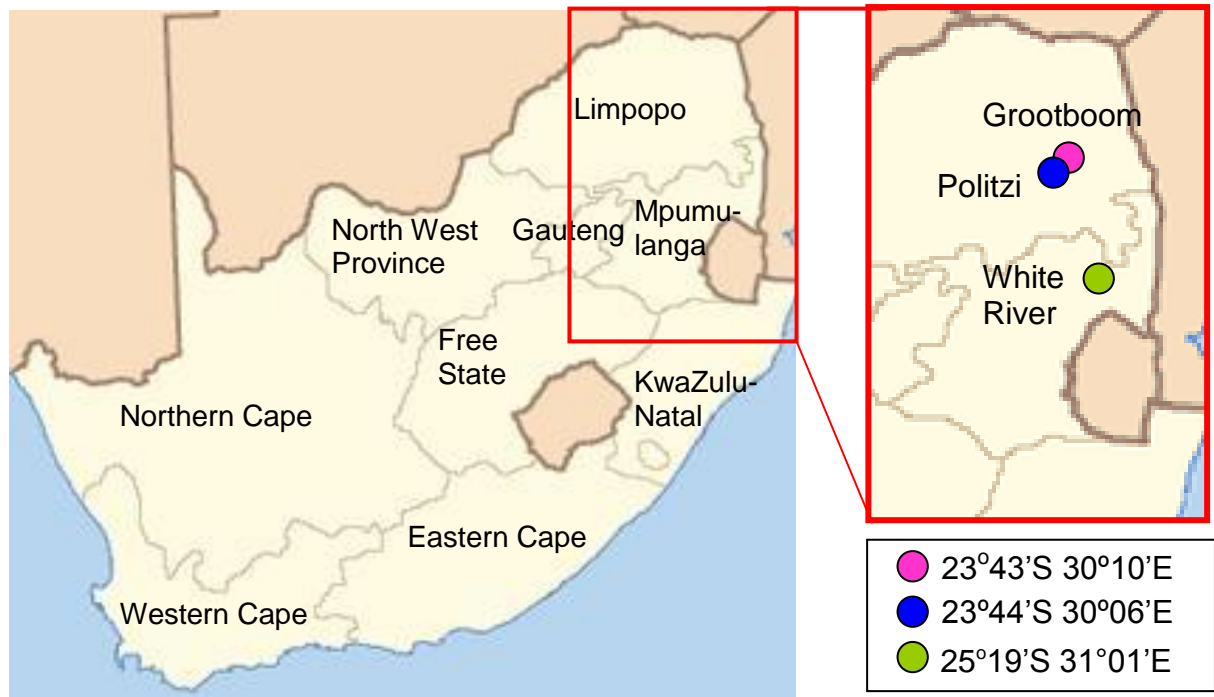 Limpopo
North West
Province
Gauteng
Mpumu-
langa
Free
State
KwaZulu-
Natal
Northern Cape
Eastern Cape
Western Cape
Grootboom
Politzi
White
River
23°43’S 30º10’E
23º44’S 30º06’E
25°19’S 31°01’E